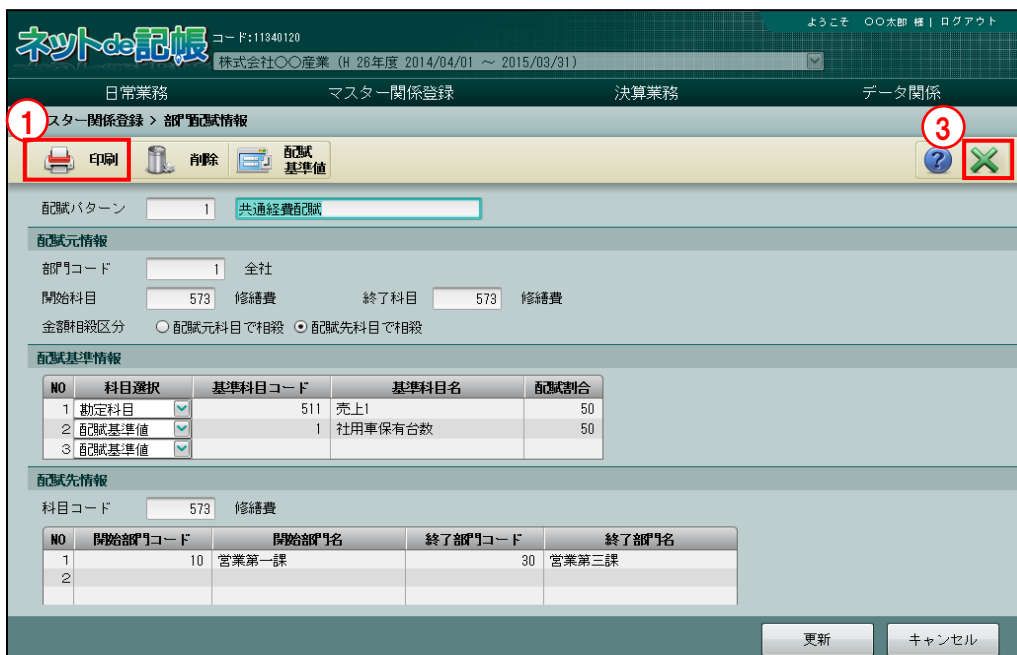 ようこそ 〇〇太郎 様 | ログアウト
ネットde記帳 コード:11340120
株式会社〇〇産業 (H 26年度 2014/04/01 ～ 2015/03/31)
日常業務 マスター関係登録 決算業務 データ関係
① スター関係登録 > 部門配賦情報 ③
印刷 削除 配賦基準値 ?
配賦パターン 1 共通経費配賦
配賦元情報
部門コード 1 全社
開始科目 573 修繕費 終了科目 573 修繕費
金額相殺区分 配賦元科目で相殺 配賦先科目で相殺
配賦基準情報
NO 科目選択 基準科目コード 基準科目名 配賦割合
1 勘定科目 511 売上1 50
2 配賦基準値 1 社用車保有台数 50
3 配賦基準値
配賦先情報
科目コード 573 修繕費
NO 開始部門コード 開始部門名 終了部門コード 終了部門名
1 10 営業第一課 30 営業第三課
2
更新 キャンセル